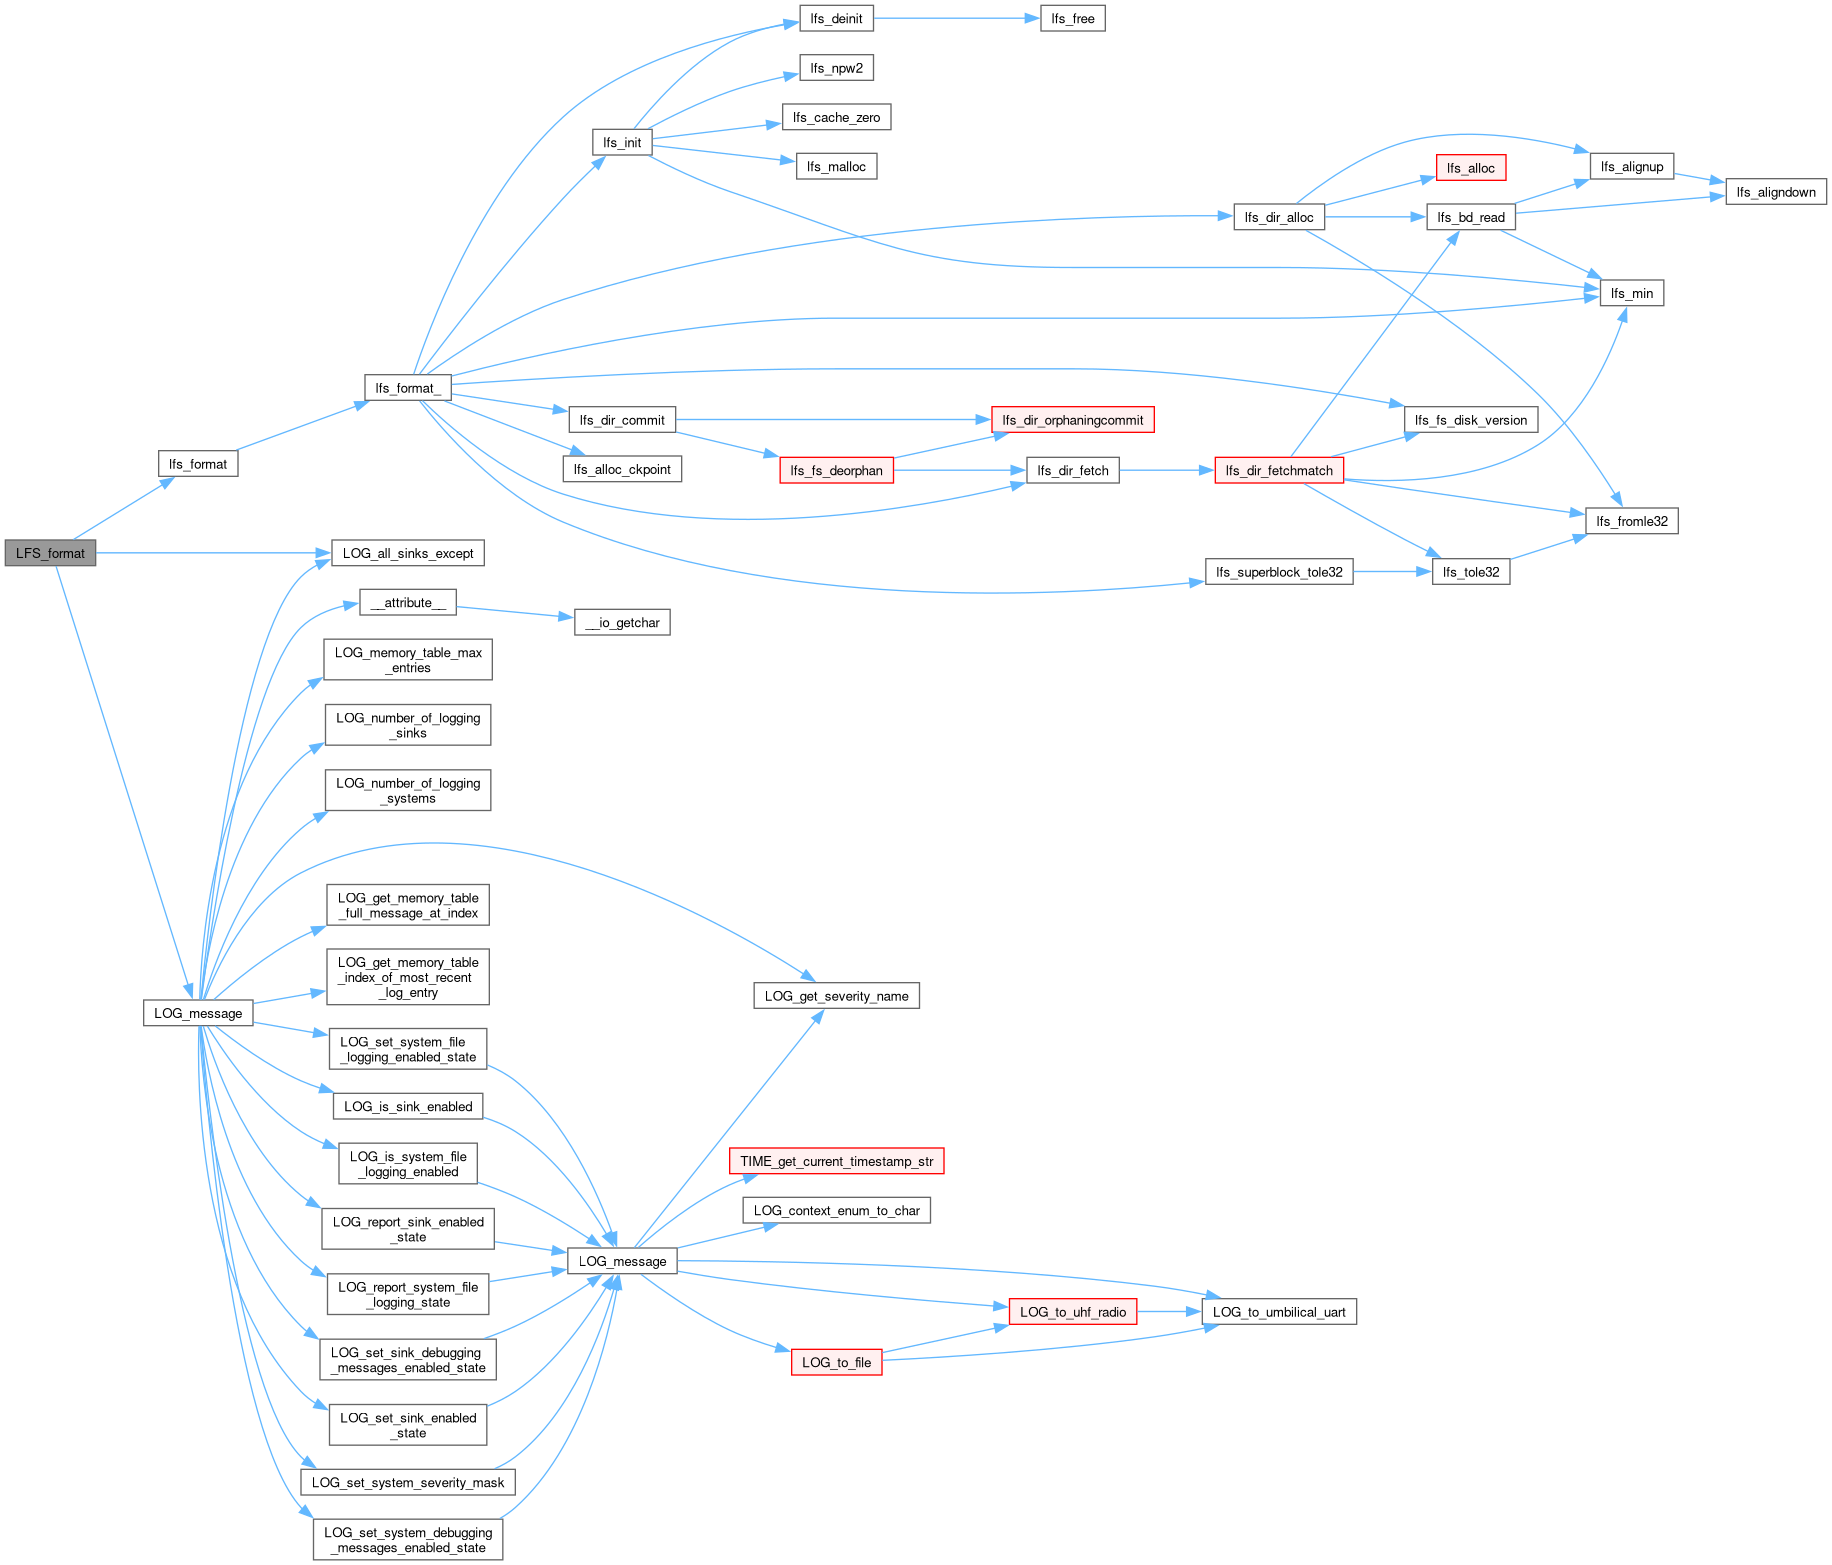 lfs_deinit
lfs_free
lfs_npw2
lfs_cache_zero
lfs_init
lfs_malloc
lfs_alloc
lfs_alignup
lfs_aligndown
lfs_dir_alloc
lfs_bd_read
lfs_min
lfs_format_
lfs_dir_commit
lfs_dir_orphaningcommit
lfs_fs_disk_version
lfs_format
lfs_alloc_ckpoint
lfs_fs_deorphan
lfs_dir_fetch
lfs_dir_fetchmatch
lfs_fromle32
LFS_format
LOG_all_sinks_except
lfs_superblock_tole32
lfs_tole32
__attribute__
__io_getchar
LOG_memory_table_max
_entries
LOG_number_of_logging
_sinks
LOG_number_of_logging
_systems
LOG_get_memory_table
_full_message_at_index
LOG_get_memory_table
_index_of_most_recent
_log_entry
LOG_get_severity_name
LOG_message
LOG_set_system_file
_logging_enabled_state
LOG_is_sink_enabled
LOG_is_system_file
_logging_enabled
TIME_get_current_timestamp_str
LOG_context_enum_to_char
LOG_report_sink_enabled
_state
LOG_message
LOG_report_system_file
_logging_state
LOG_to_uhf_radio
LOG_to_umbilical_uart
LOG_set_sink_debugging
_messages_enabled_state
LOG_to_file
LOG_set_sink_enabled
_state
LOG_set_system_severity_mask
LOG_set_system_debugging
_messages_enabled_state